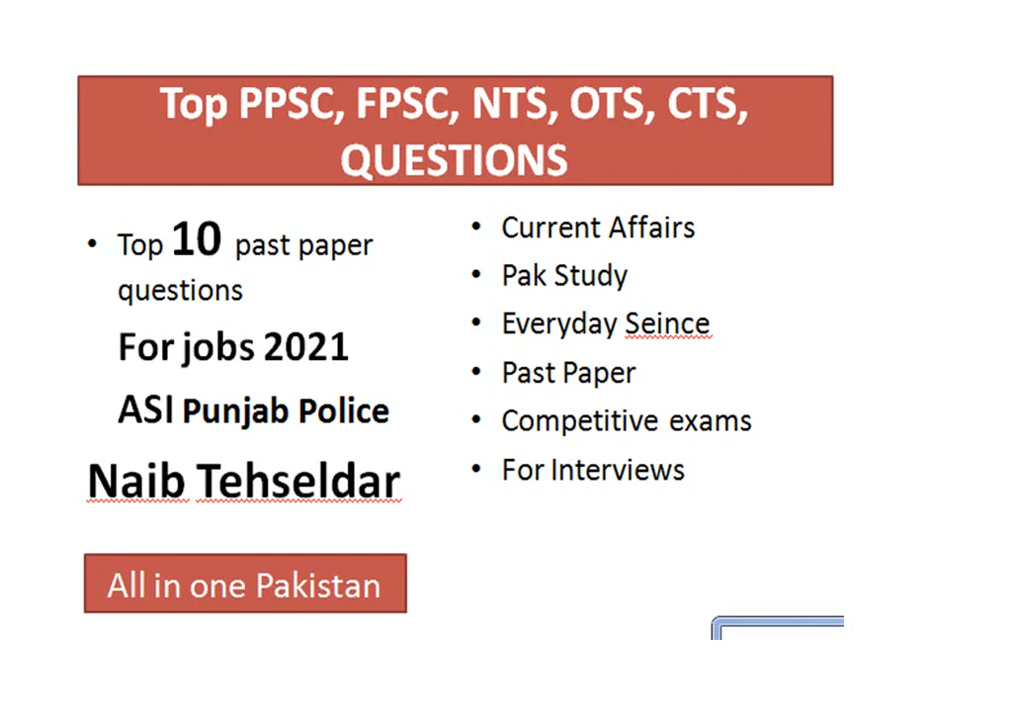 Top PPSC, FPSC, NTS, OTS, CTS,
QUESTIONS
• Top 10 past paper
questions
For jobs 2021
ASI Punjab Police
Naib Tehseldar
All in one Pakistan
• Current Affairs
• Pak Study
• Everyday Seince
• Past Paper
• Competitive exams
• For Interviews